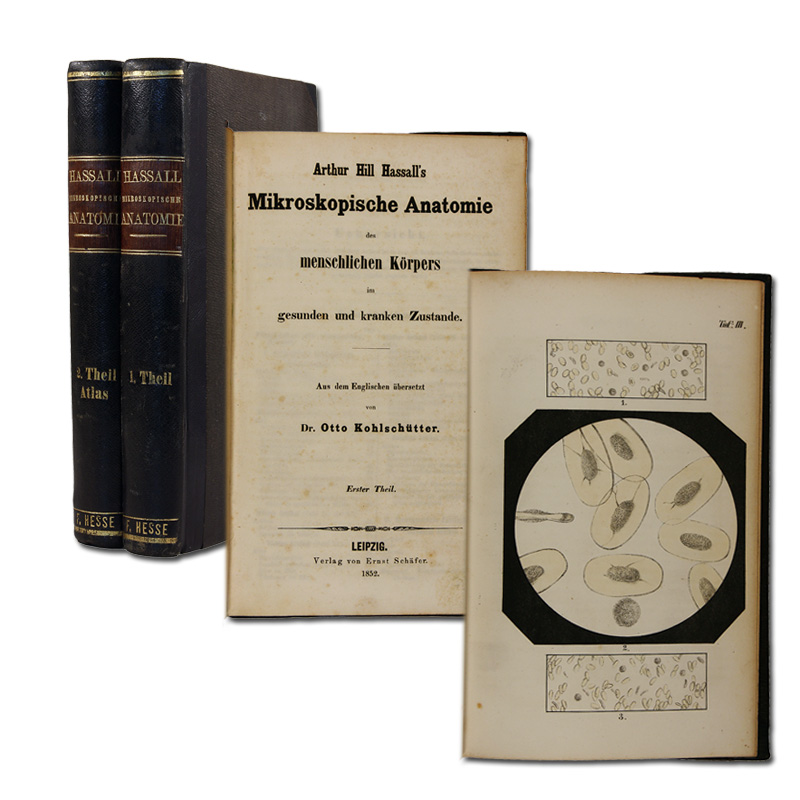 HASSALL
MIKROSKOPISCHE
ANATOMIE
2. Theil
Atlas
F. HESSE
HASSALL
MIKROSKOPISCHE
ANATOMIE
1. Theil
F. HESSE
Arthur Hill Hassall's
Mikroskopische Anatomie
des
menschlichen Körpers
im
gesunden und kranken Zustande.
Aus dem Englischen übersetzt
von
Dr. Otto Kohlschütter.
Erster Theil.
LEIPZIG.
Verlag von Ernst Schäfer.
1852.
Taf. III.
1.
2.
3.